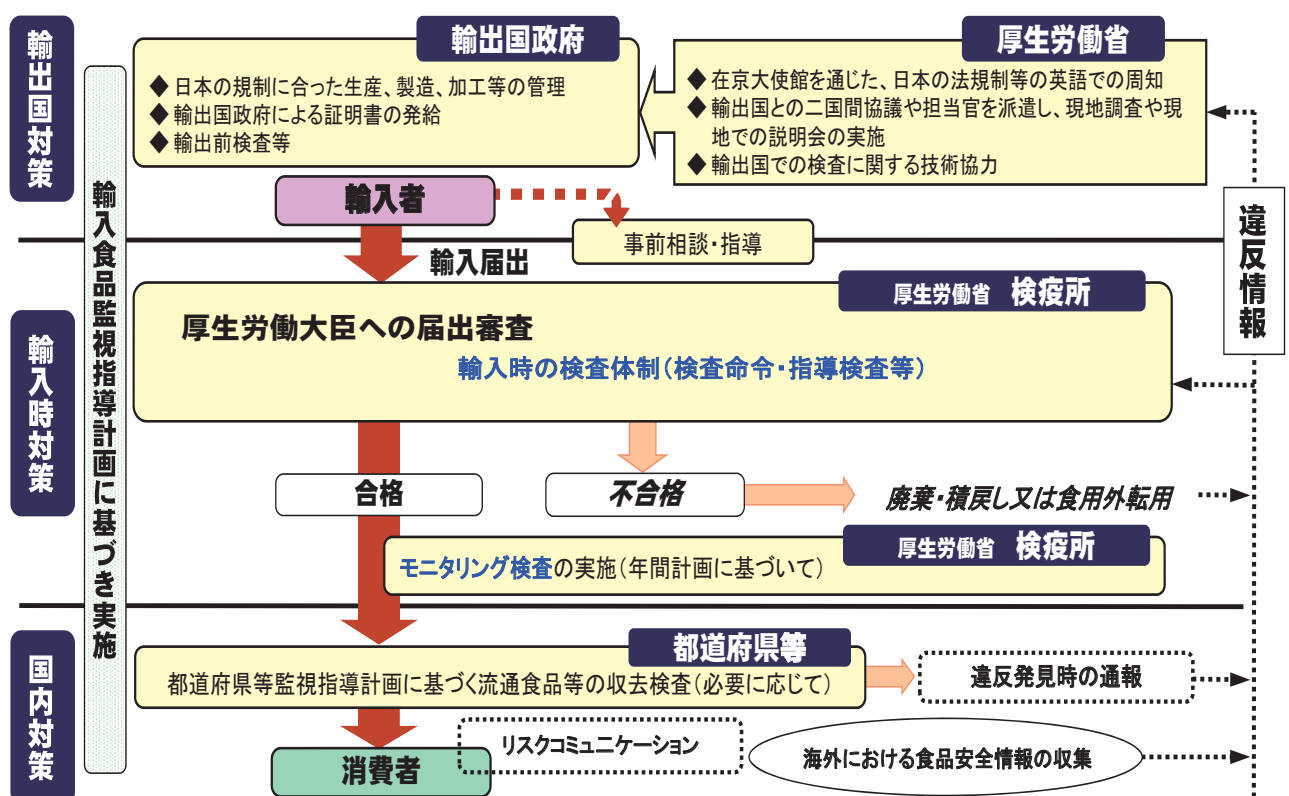 輸出国対策
輸入食品監視指導計画に基づき実施
輸出国政府
◆ 日本の規制に合った生産、製造、加工等の管理
◆ 輸出国政府による証明書の発給
◆ 輸出前検査等
厚生労働省
◆ 在京大使館を通じた、日本の法規制等の英語での周知
◆ 輸出国との二国間協議や担当官を派遣し、現地調査や現
地での説明会の実施
◆ 輸出国での検査に関する技術協力
輸入者
事前相談・指導
違反情報
輸入届出
輸入時対策
厚生労働省 検疫所
厚生労働大臣への届出審査
輸入時の検査体制（検査命令・指導検査等）
合格
不合格
廃棄・積戻し又は食用外転用
厚生労働省 検疫所
モニタリング検査の実施（年間計画に基づいて）
国内対策
都道府県等
都道府県等監視指導計画に基づく流通食品等の収去検査（必要に応じて）
違反発見時の通報
リスクコミュニケーション
海外における食品安全情報の収集
消費者